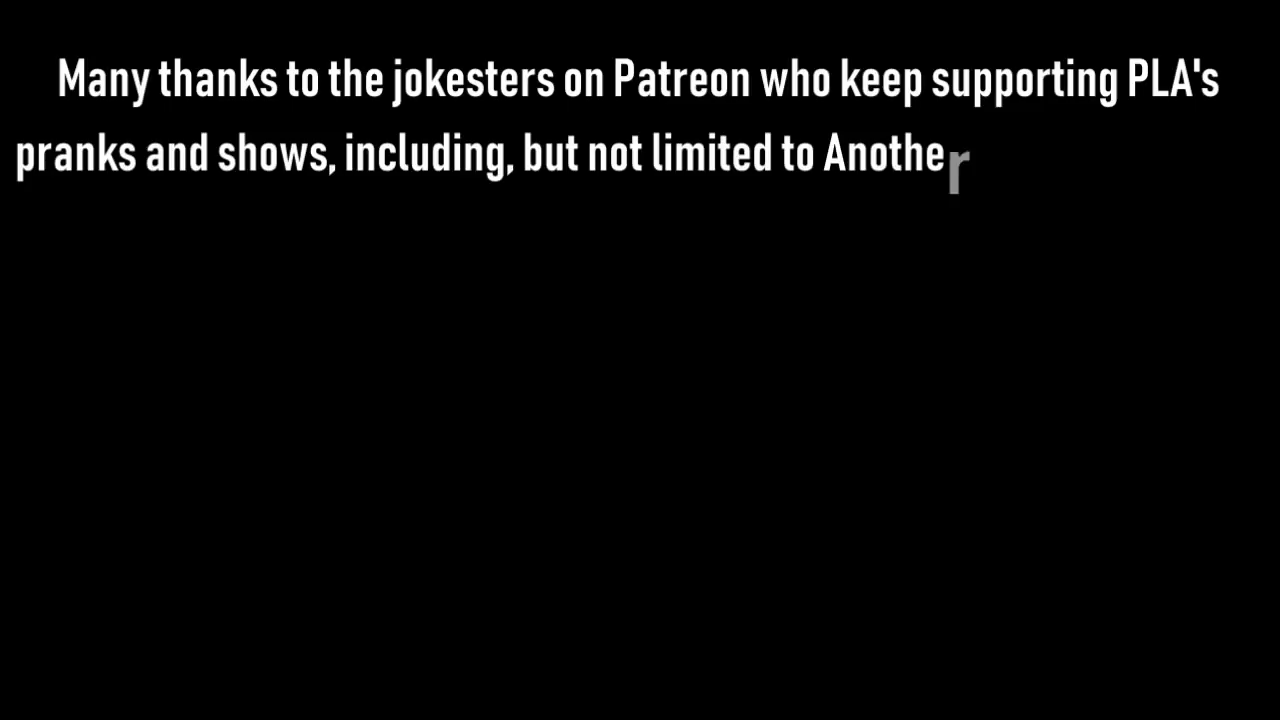 Many thanks to the jokesters on Patreon who keep supporting PLA's
pranks and shows, including, but not limited to Another